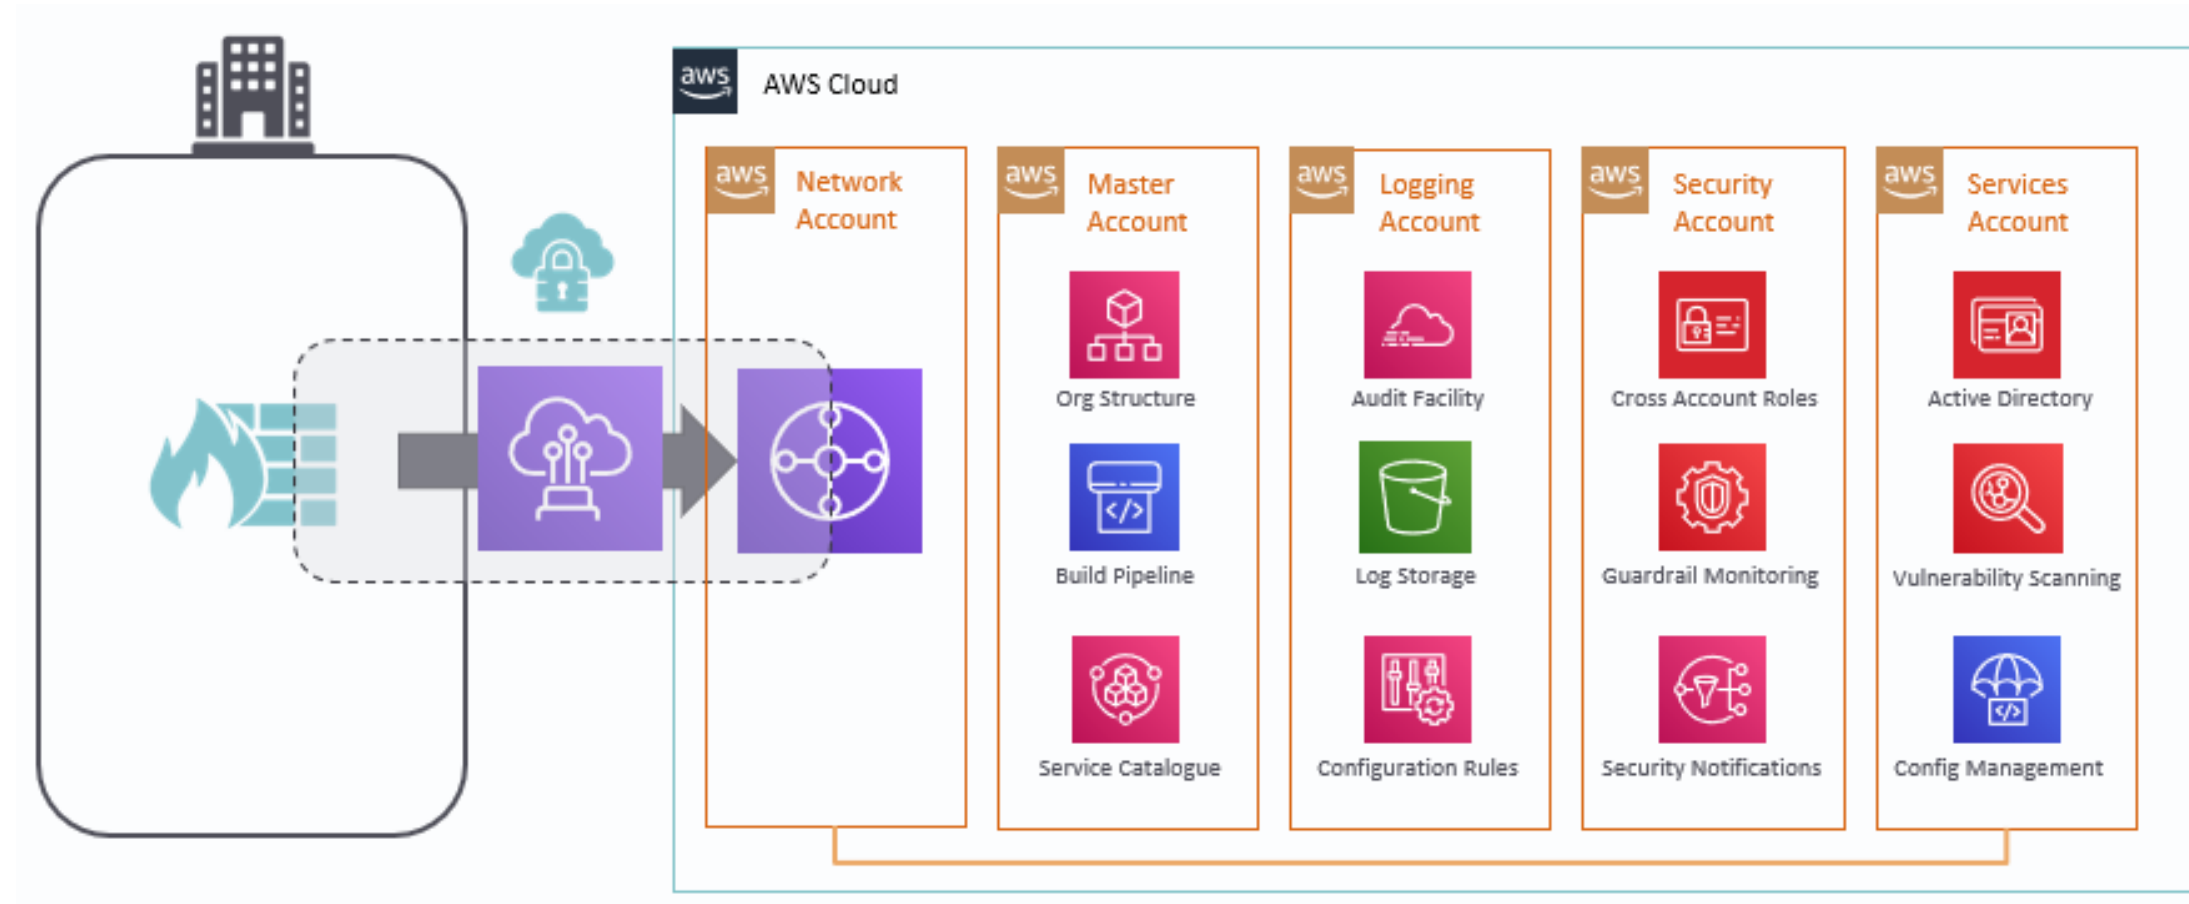 aws
AWS Cloud
aws
Network
Account
aws
Master
Account
aws
Logging
Account
aws
Security
Account
aws
Services
Account
Org Structure
Audit Facility
Cross Account Roles
Active Directory
</>
Build Pipeline
Log Storage
Guardrail Monitoring
Vulnerability Scanning
</>
Service Catalogue
Configuration Rules
Security Notifications
Config Management